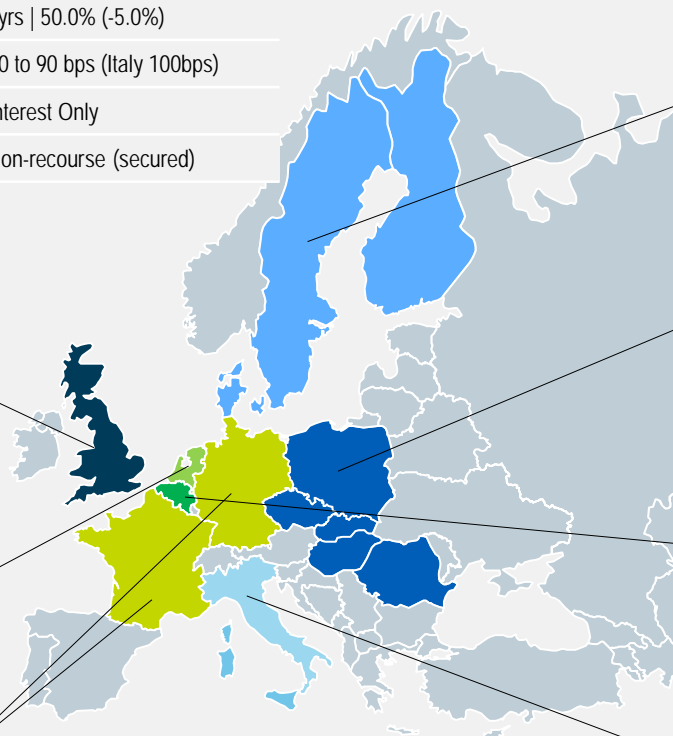 yrs | 50.0% (-5.0%)
0 to 90 bps (Italy 100bps)
nterest Only
on-recourse (secured)